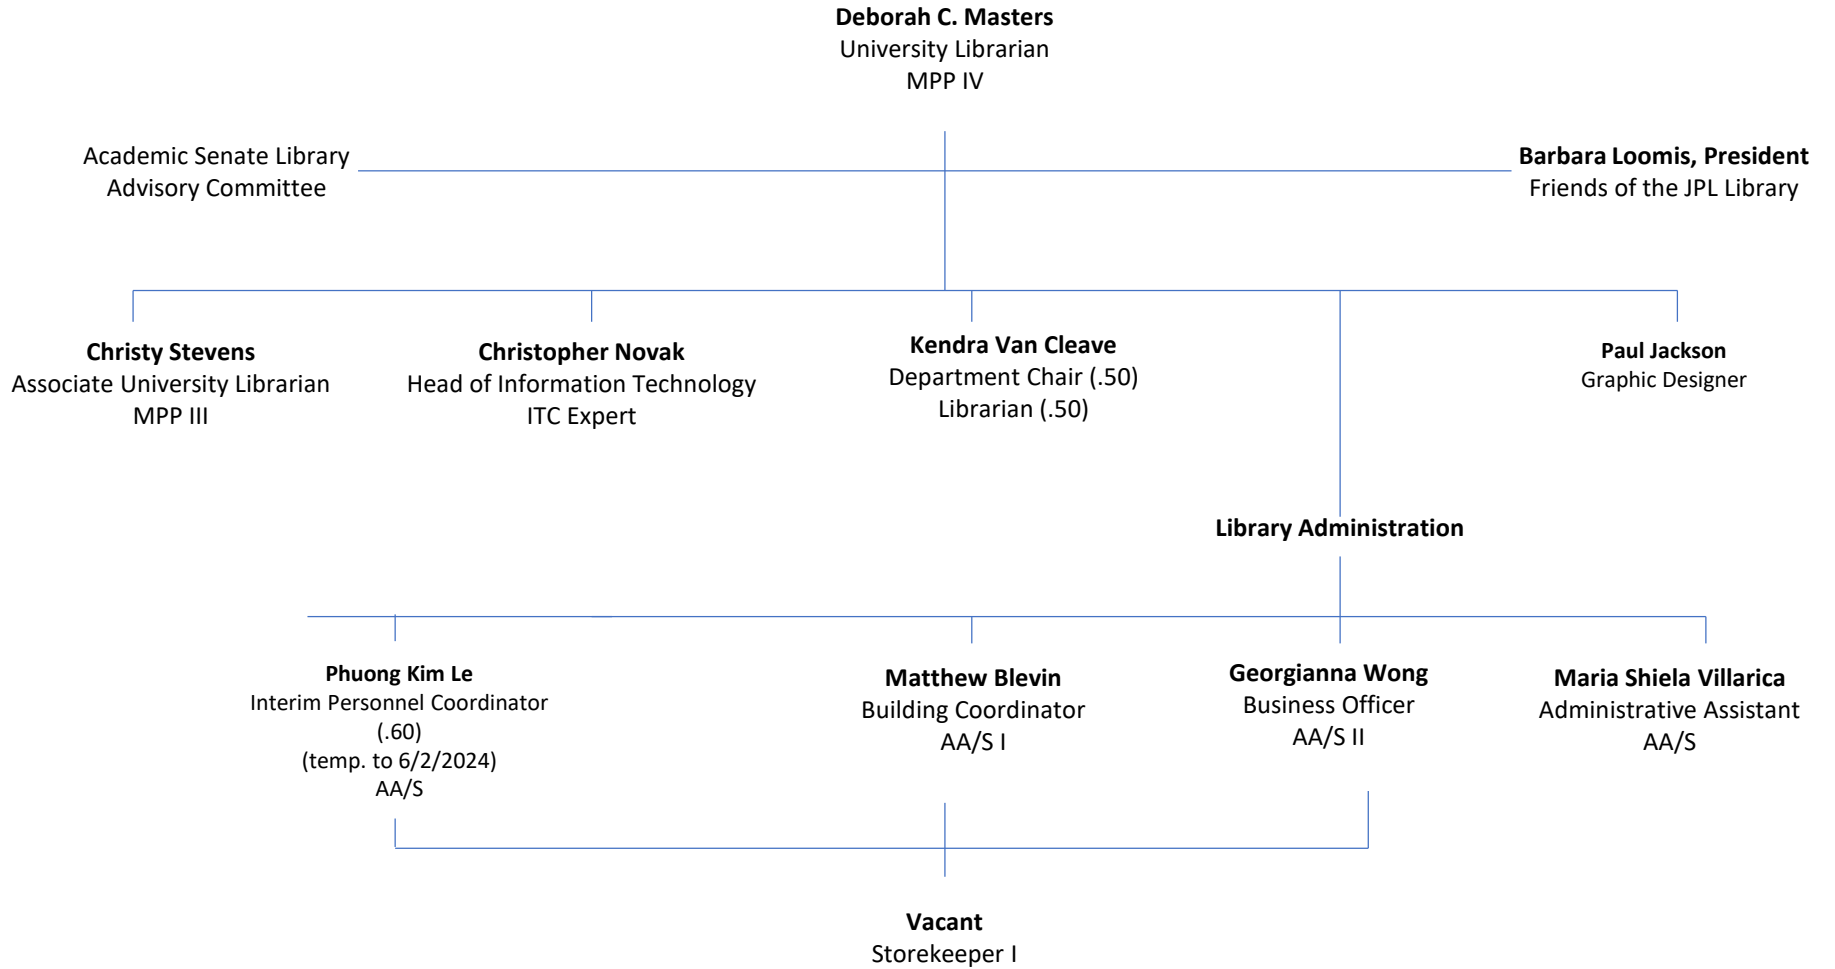 Deborah C. Masters
University Librarian
MPP IV
Academic Senate Library
Advisory Committee
Barbara Loomis, President
Friends of the JPL Library
Christy Stevens
Associate University Librarian
MPP III
Christopher Novak
Head of Information Technology
ITC Expert
Kendra Van Cleave
Department Chair (.50)
Librarian (.50)
Paul Jackson
Graphic Designer
Library Administration
Phuong Kim Le
Interim Personnel Coordinator
(.60)
(temp. to 6/2/2024)
AA/S
Matthew Blevin
Building Coordinator
AA/S I
Georgianna Wong
Business Officer
AA/S II
Maria Shiela Villarica
Administrative Assistant
AA/S
Vacant
Storekeeper I